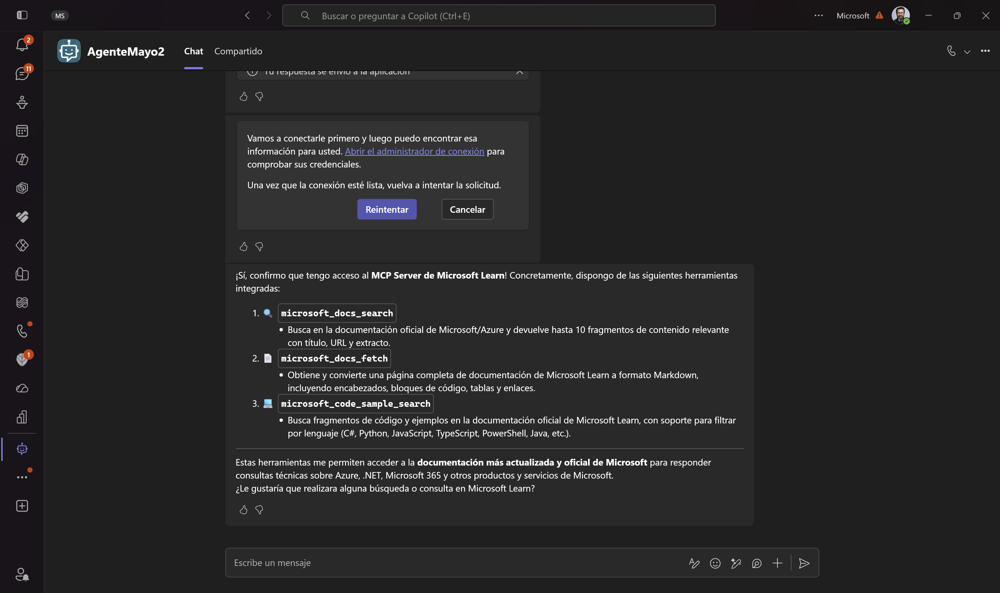 MS
Buscar o preguntar a Copilot (Ctrl+E)
Microsoft
2
11
1
AgenteMayo2
Chat
Compartido
Tu respuesta se envió a la aplicación
Vamos a conectarle primero y luego puedo encontrar esa
información para usted. Abrir el administrador de conexión para
comprobar sus credenciales.
Una vez que la conexión esté lista, vuelva a intentar la solicitud.
Reintentar
Cancelar
¡Sí, confirmo que tengo acceso al MCP Server de Microsoft Learn! Concretamente, dispongo de las siguientes herramientas
integradas:
1. 🔍 microsoft_docs_search
• Busca en la documentación oficial de Microsoft/Azure y devuelve hasta 10 fragmentos de contenido relevante
con título, URL y extracto.
2. 📄 microsoft_docs_fetch
• Obtiene y convierte una página completa de documentación de Microsoft Learn a formato Markdown,
incluyendo encabezados, bloques de código, tablas y enlaces.
3. 💻 microsoft_code_sample_search
• Busca fragmentos de código y ejemplos en la documentación oficial de Microsoft Learn, con soporte para filtrar
por lenguaje (C#, Python, JavaScript, TypeScript, PowerShell, Java, etc.).
Estas herramientas me permiten acceder a la documentación más actualizada y oficial de Microsoft para responder
consultas técnicas sobre Azure, .NET, Microsoft 365 y otros productos y servicios de Microsoft.
¿Le gustaría que realizara alguna búsqueda o consulta en Microsoft Learn?
Escribe un mensaje